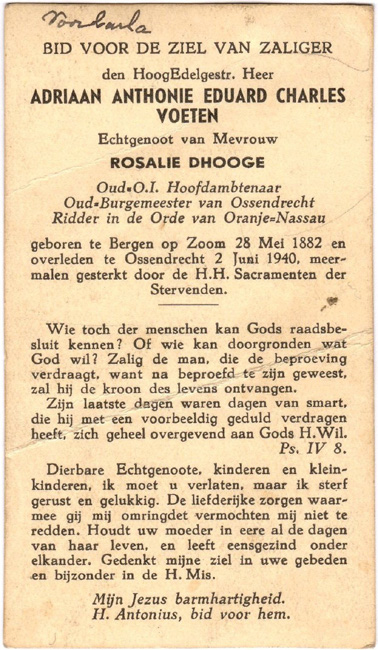 Voor Carla
BID VOOR DE ZIEL VAN ZALIGER
den HoogEdelgestr. Heer
ADRIAAN ANTHONIE EDUARD CHARLES
VOETEN
Echtgenoot van Mevrouw
ROSALIE DHOOGE
Oud-O.I. Hoofdambtenaar
Oud-Burgemeester van Ossendrecht
Ridder in de Orde van Oranje=Nassau
geboren te Bergen op Zoom 28 Mei 1882 en
overleden te Ossendrecht 2 Juni 1940, meer-
malen gesterkt door de H.H. Sacramenten der
Stervenden.
Wie toch der menschen kan Gods raadsbe-
sluit kennen? Of wie kan doorgronden wat
God wil? Zalig de man, die de beproeving
verdraagt, want na beproefd te zijn geweest,
zal hij de kroon des levens ontvangen.
Zijn laatste dagen waren dagen van smart,
die hij met een voorbeeldig geduld verdragen
heeft, zich geheel overgevend aan Gods H. Wil.
Ps. IV 8.
Dierbare Echtgenoote, kinderen en klein-
kinderen, ik moet u verlaten, maar ik sterf
gerust en gelukkig. De liefderijke zorgen waar-
mee gij mij omringdet vermochten mij niet te
redden. Houdt uw moeder in eere al de dagen
van haar leven, en leeft eensgezind onder
elkander. Gedenkt mijne ziel in uwe gebeden
en bijzonder in de H. Mis.
Mijn Jezus barmhartigheid.
H. Antonius, bid voor hem.